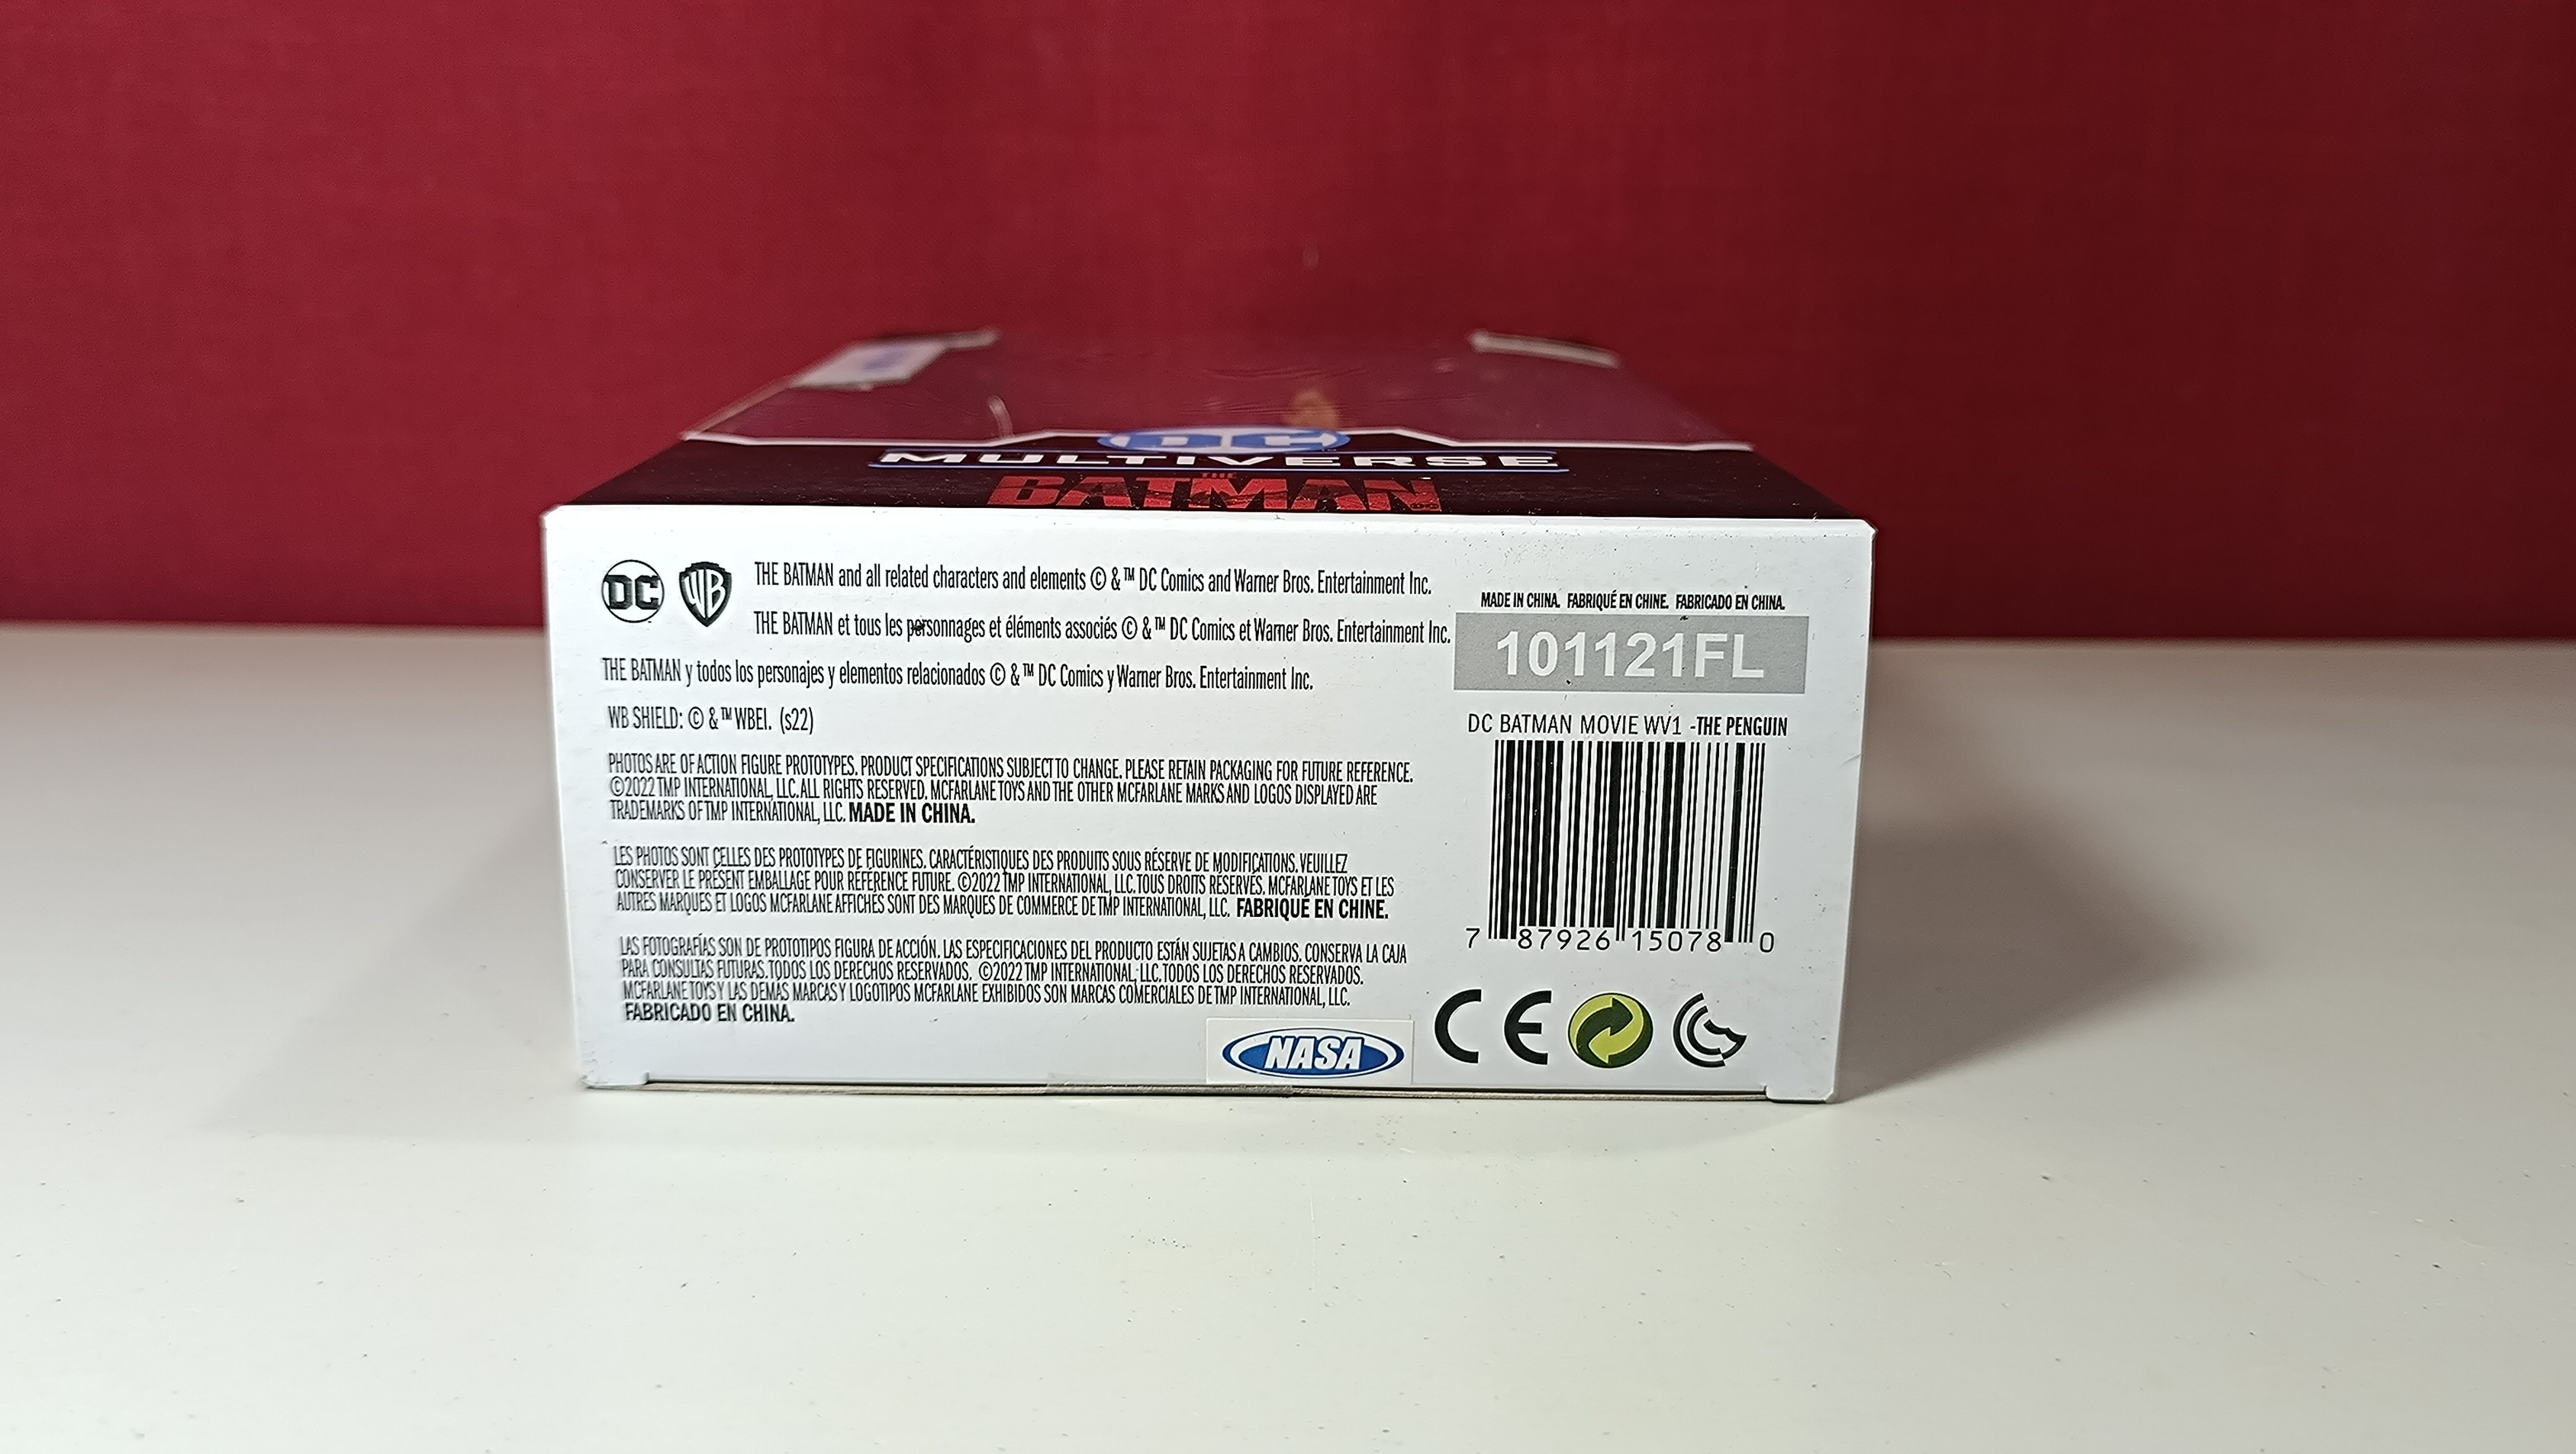 DC
MULTIVERSE
THE
BATMAN
DC WB THE BATMAN and all related characters and elements © & ™ DC Comics and Warner Bros. Entertainment Inc.
THE BATMAN et tous les personnages et éléments associés © & ™ DC Comics et Warner Bros. Entertainment Inc.
THE BATMAN y todos los personajes y elementos relacionados © & ™ DC Comics y Warner Bros. Entertainment Inc.
WB SHIELD: © & ™ WBEI. (s22)
PHOTOS ARE OF ACTION FIGURE PROTOTYPES. PRODUCT SPECIFICATIONS SUBJECT TO CHANGE. PLEASE RETAIN PACKAGING FOR FUTURE REFERENCE.
©2022 TMP INTERNATIONAL, LLC. ALL RIGHTS RESERVED. MCFARLANE TOYS AND THE OTHER MCFARLANE MARKS AND LOGOS DISPLAYED ARE
TRADEMARKS OF TMP INTERNATIONAL, LLC. MADE IN CHINA.
LES PHOTOS SONT CELLES DES PROTOTYPES DE FIGURINES. CARACTÉRISTIQUES DES PRODUITS SOUS RÉSERVE DE MODIFICATIONS. VEUILLEZ
CONSERVER LE PRÉSENT EMBALLAGE POUR RÉFÉRENCE FUTURE. ©2022 TMP INTERNATIONAL, LLC. TOUS DROITS RÉSERVÉS. MCFARLANE TOYS ET LES
AUTRES MARQUES ET LOGOS MCFARLANE AFFICHÉS SONT DES MARQUES DE COMMERCE DE TMP INTERNATIONAL, LLC. FABRIQUÉ EN CHINE.
LAS FOTOGRAFÍAS SON DE PROTOTIPOS FIGURA DE ACCIÓN. LAS ESPECIFICACIONES DEL PRODUCTO ESTÁN SUJETAS A CAMBIOS. CONSERVA LA CAJA
PARA CONSULTAS FUTURAS. TODOS LOS DERECHOS RESERVADOS. ©2022 TMP INTERNATIONAL, LLC. TODOS LOS DERECHOS RESERVADOS.
MCFARLANE TOYS Y LAS DEMÁS MARCAS Y LOGOTIPOS MCFARLANE EXHIBIDOS SON MARCAS COMERCIALES DE TMP INTERNATIONAL, LLC.
FABRICADO EN CHINA.
NASA
MADE IN CHINA. FABRIQUÉ EN CHINE. FABRICADO EN CHINA.
101121FL
DC BATMAN MOVIE WV1 -THE PENGUIN
7 87926 15078 0
CE